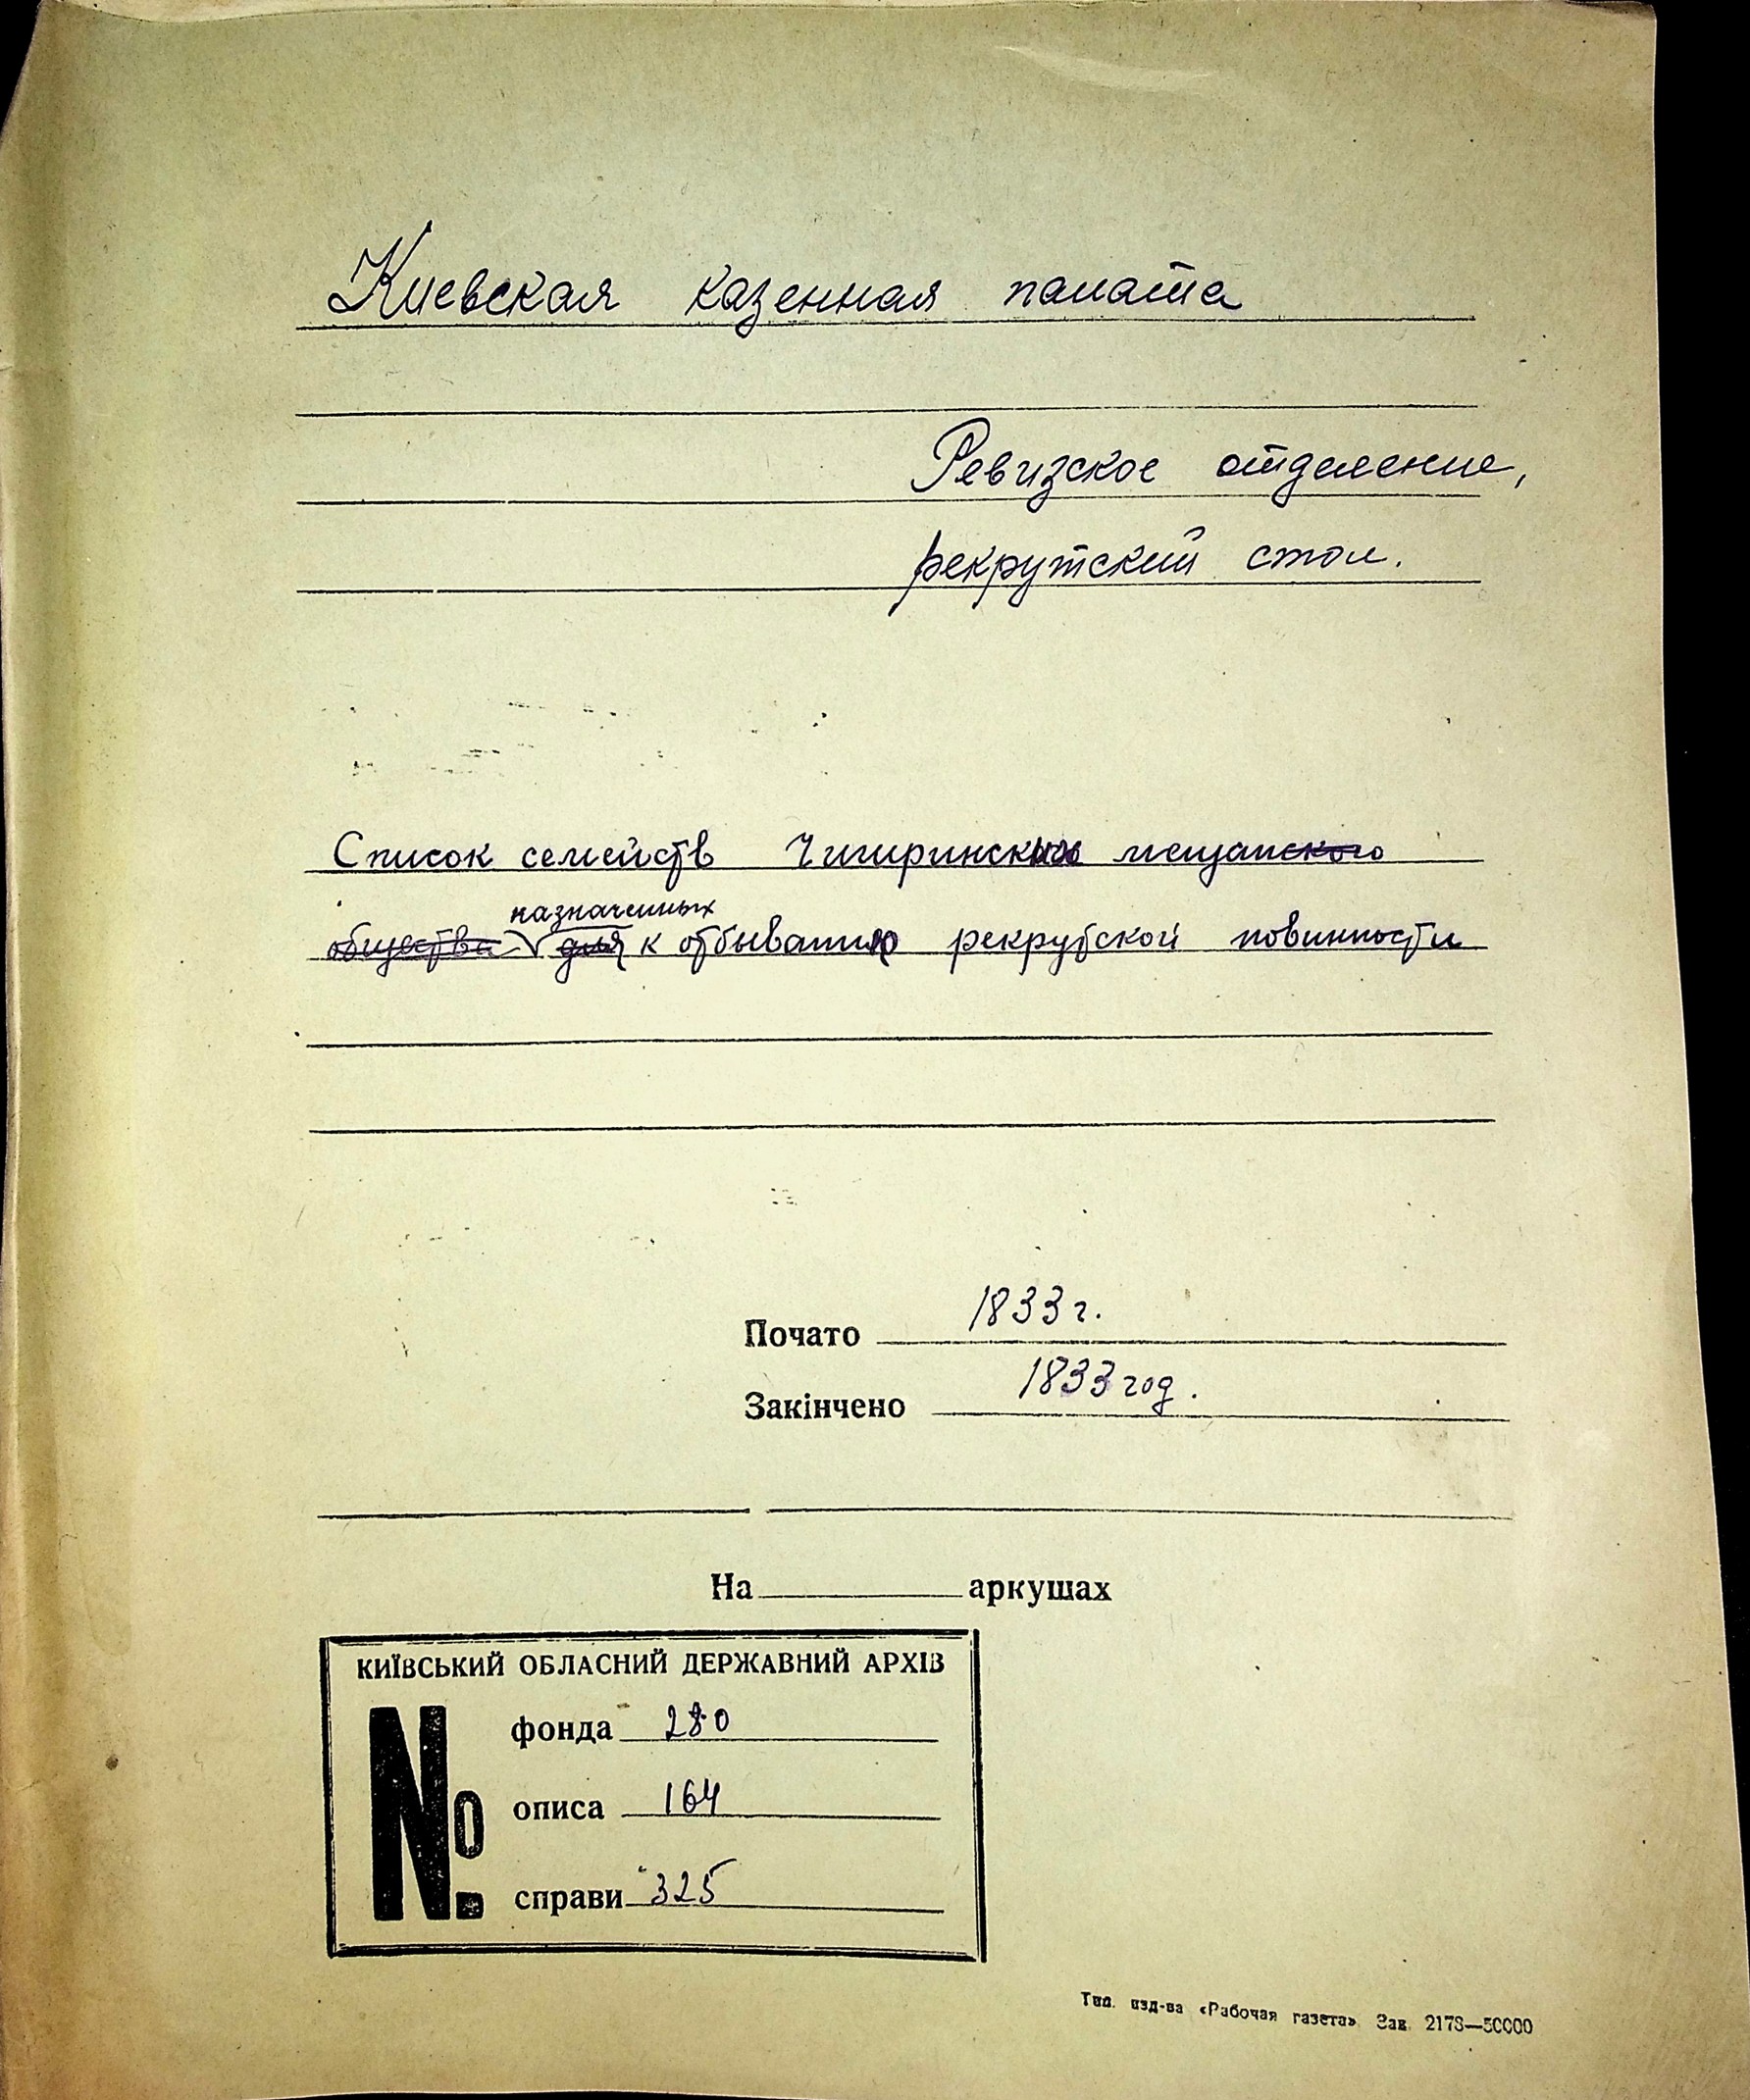 Киевская казенная палата
Ревизское отделение,
рекрутский стол.
Список семейств Чигиринских мещанского
назначенных
общества для к отбыванию рекрутской повинности
Почато 1833 г.
Закінчено 1833 год.
На аркушах
КИЇВСЬКИЙ ОБЛАСНИЙ ДЕРЖАВНИЙ АРХІВ
№
фонда 280
описа 164
справи 325
Тип. изд-ва «Рабочая газета» Зак. 2178—50000